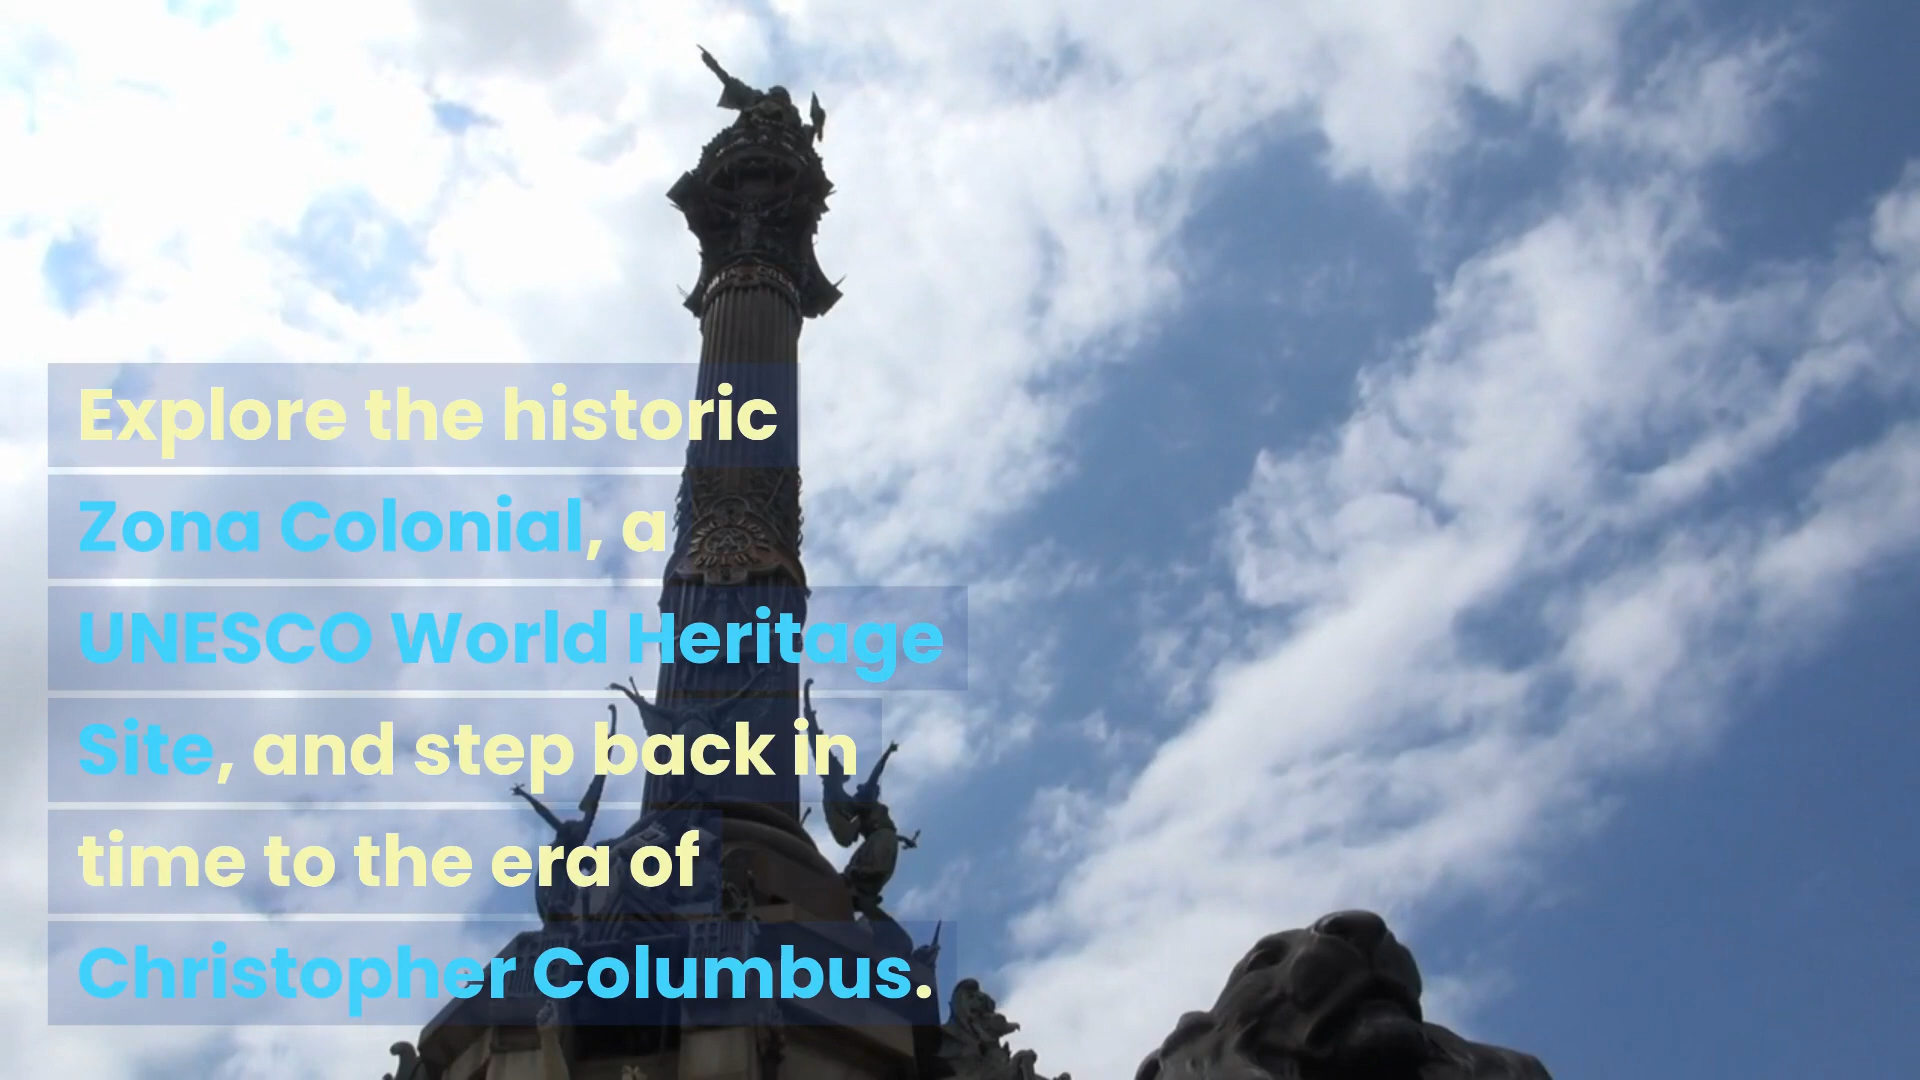 Explore the historic
Zona Colonial, a
UNESCO World Heritage
Site, and step back in
time to the era of
Christopher Columbus.